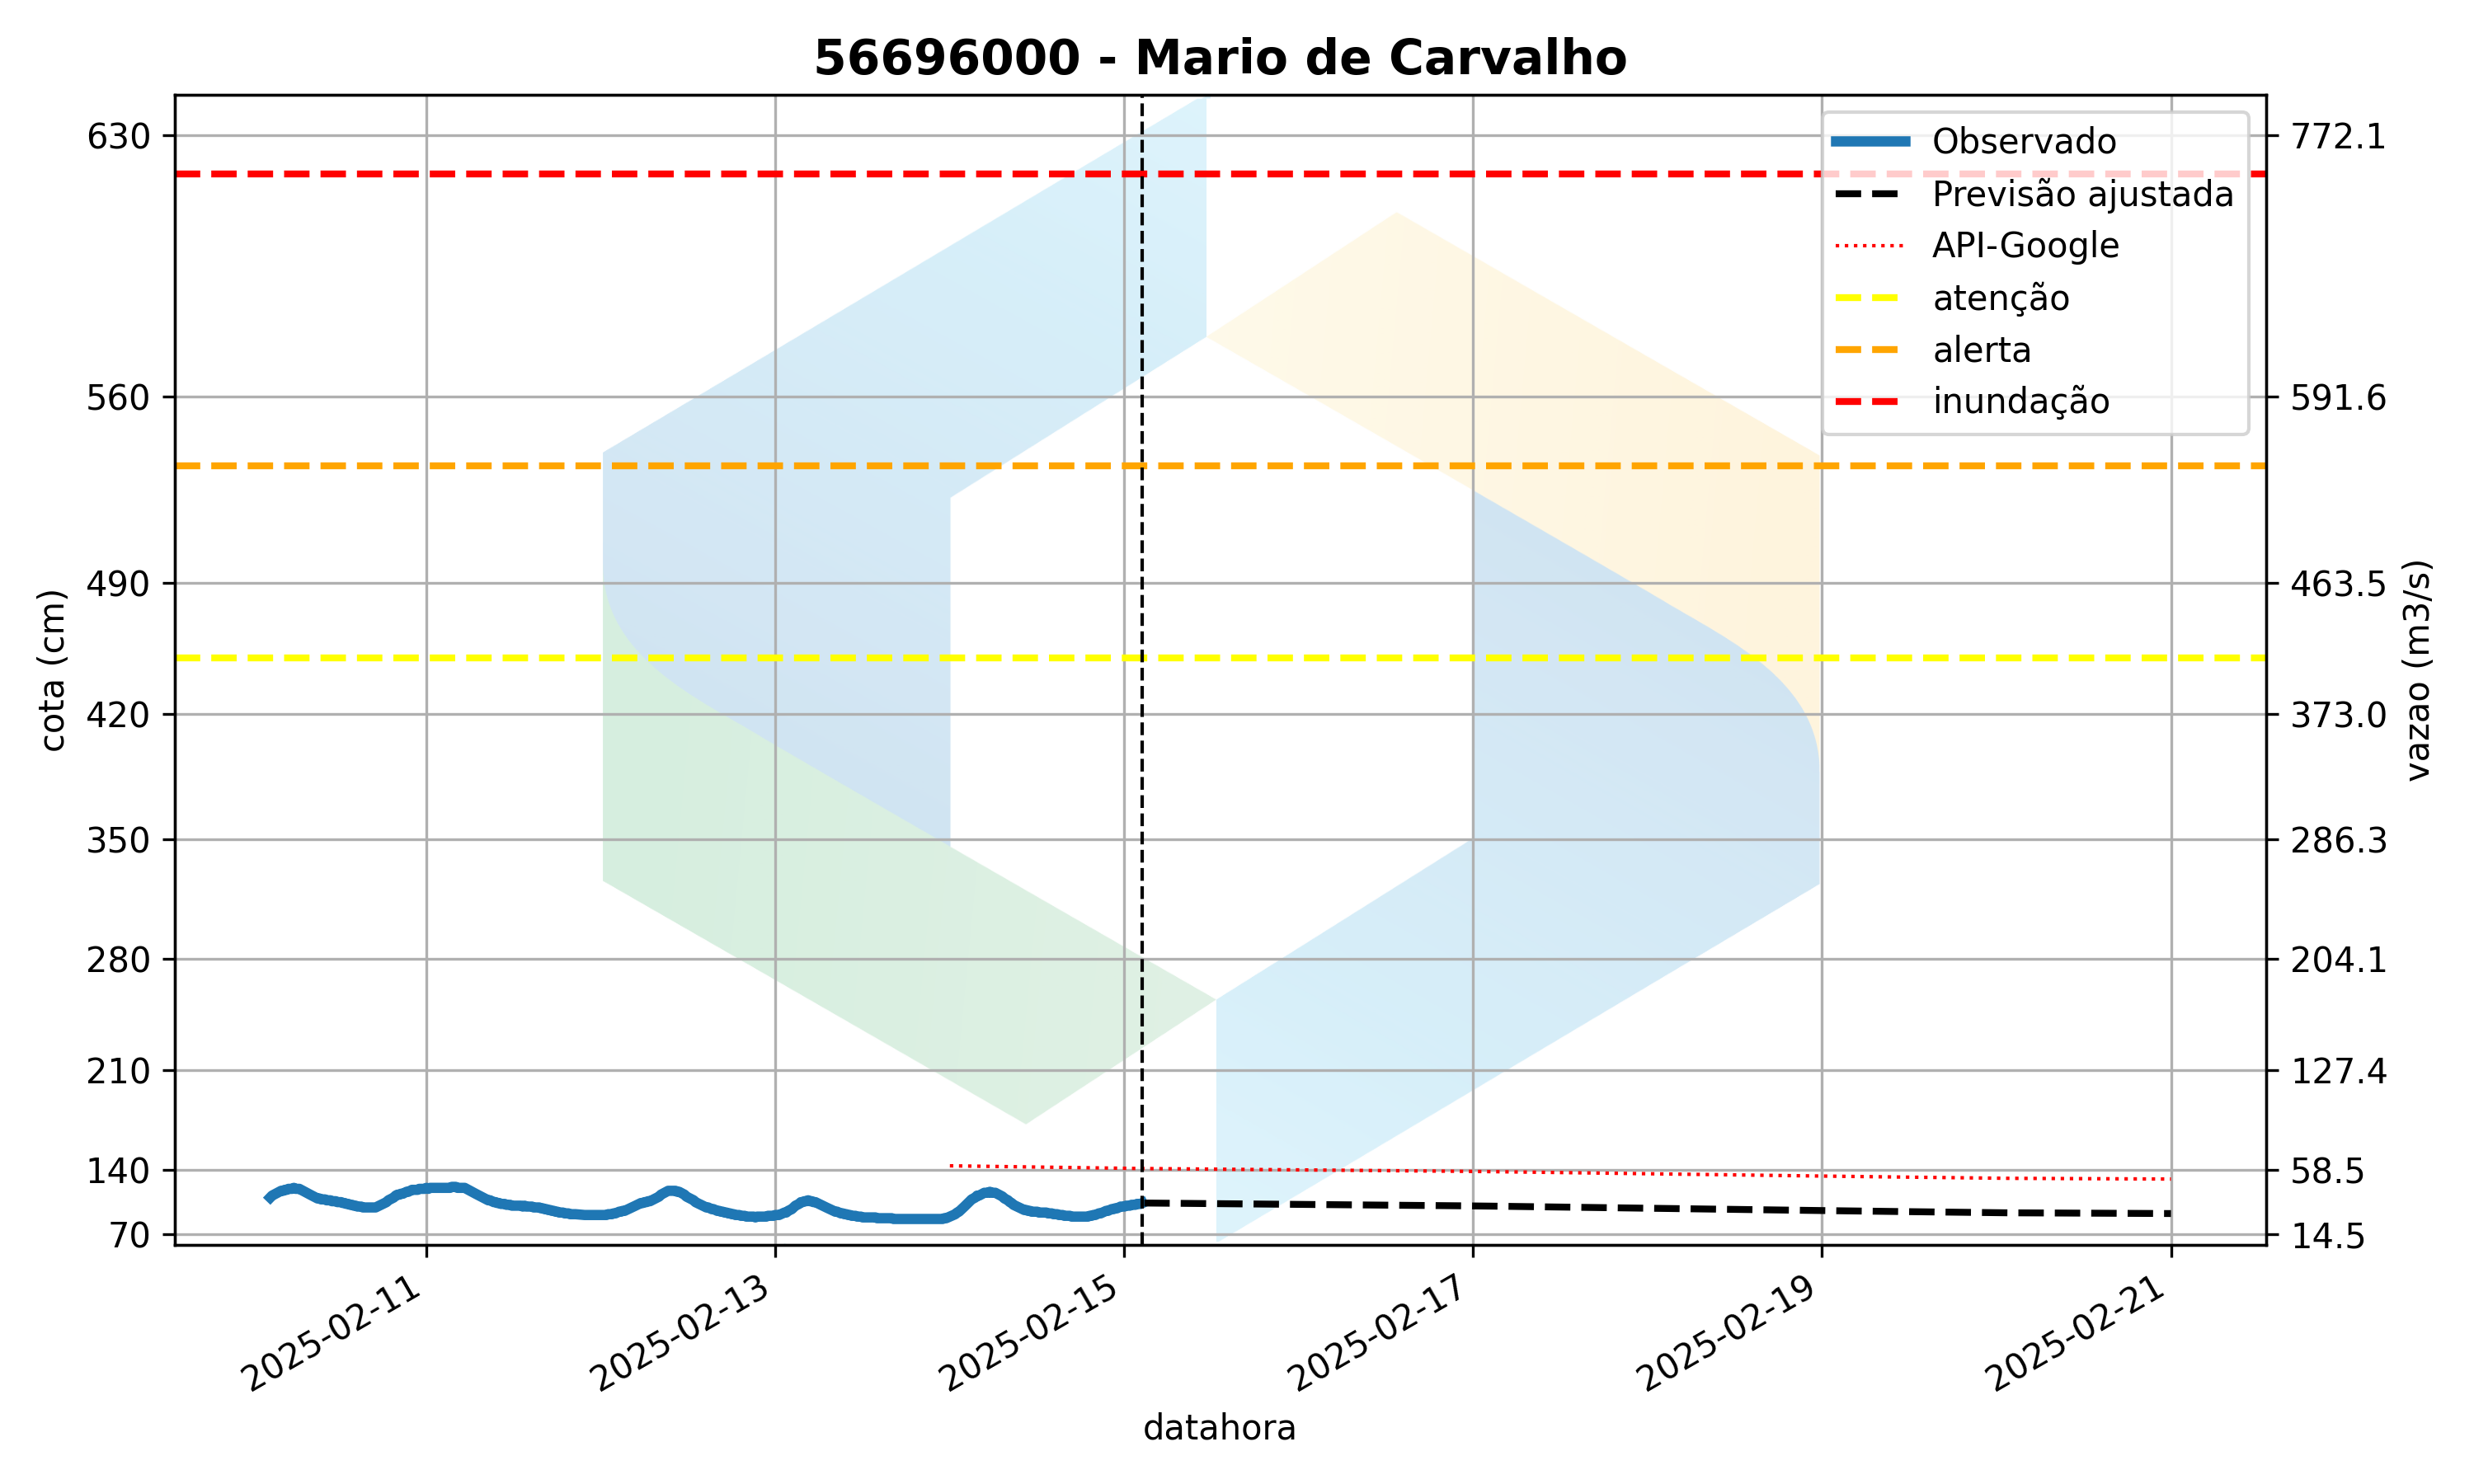 56696000 - Mario de Carvalho
630
560
490
420
350
280
210
140
70
cota (cm)
772.1
591.6
463.5
373.0
286.3
204.1
127.4
58.5
14.5
vazao (m3/s)
Observado
Previsão ajustada
API-Google
atenção
alerta
inundação
2025-02-11
2025-02-13
2025-02-15
2025-02-17
2025-02-19
2025-02-21
datahora